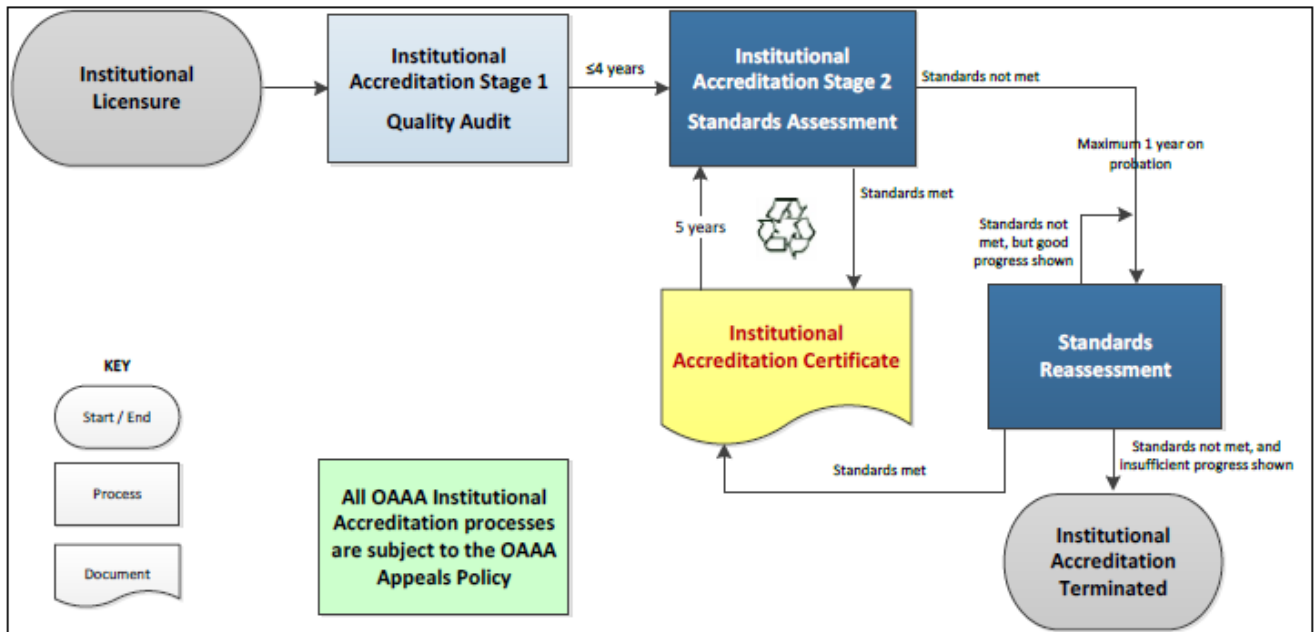 Institutional
Licensure
Institutional
Accreditation Stage 1
Quality Audit
≤4 years
Institutional
Accreditation Stage 2
Standards Assessment
Standards not met
Maximum 1 year on
probation
Standards met
5 years
Standards not
met, but good
progress shown
Institutional
Accreditation Certificate
Standards
Reassessment
KEY
Start / End
Process
Document
All OAAA Institutional
Accreditation processes
are subject to the OAAA
Appeals Policy
Standards met
Standards not met, and
insufficient progress shown
Institutional
Accreditation
Terminated